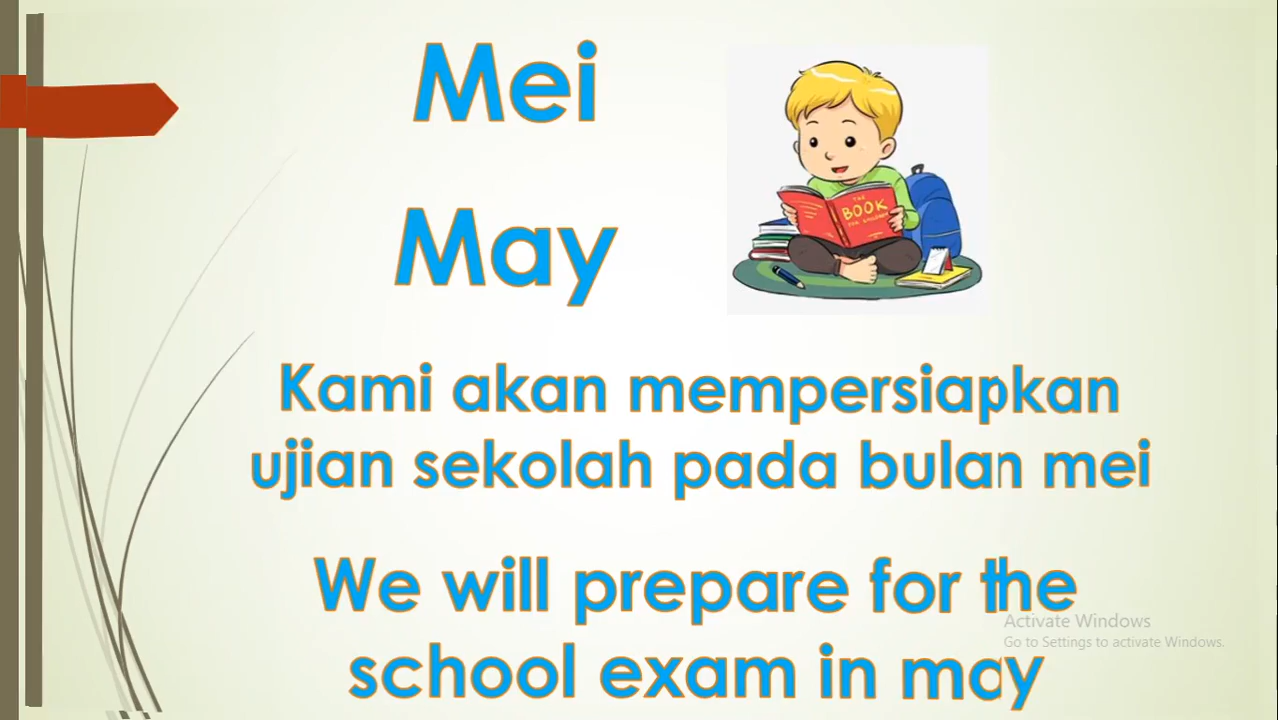 Mei
May
THE
BOOK
Kami akan mempersiapkan
ujian sekolah pada bulan mei
We will prepare for the
Activate Windows
Go to Settings to activate Windows.
school exam in may